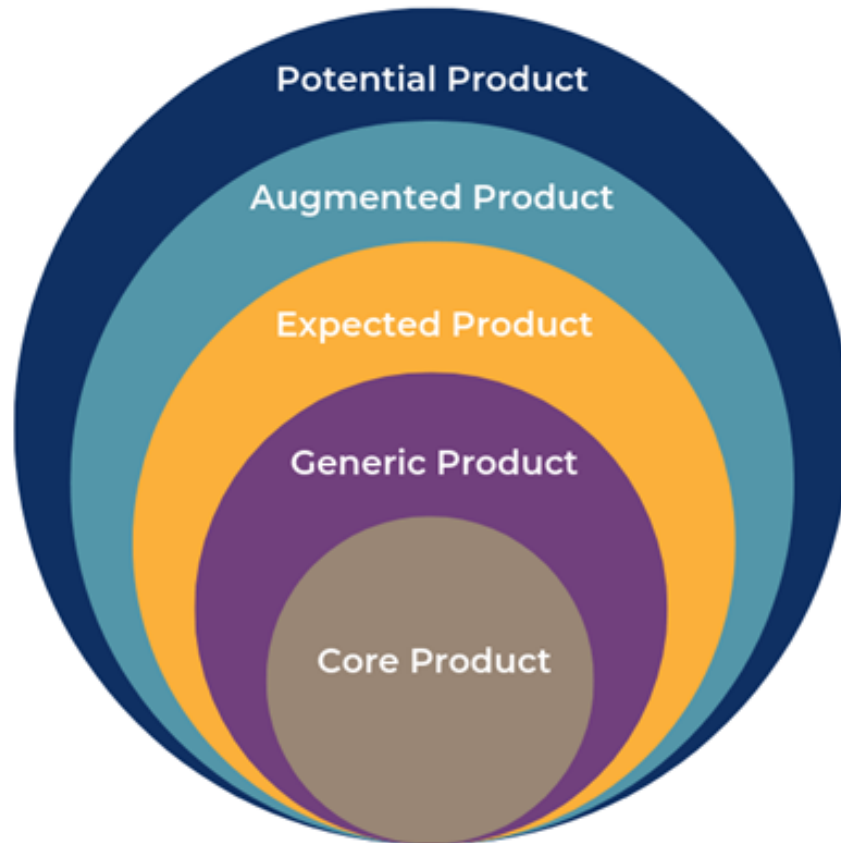 Potential Product
Augmented Product
Expected Product
Generic Product
Core Product